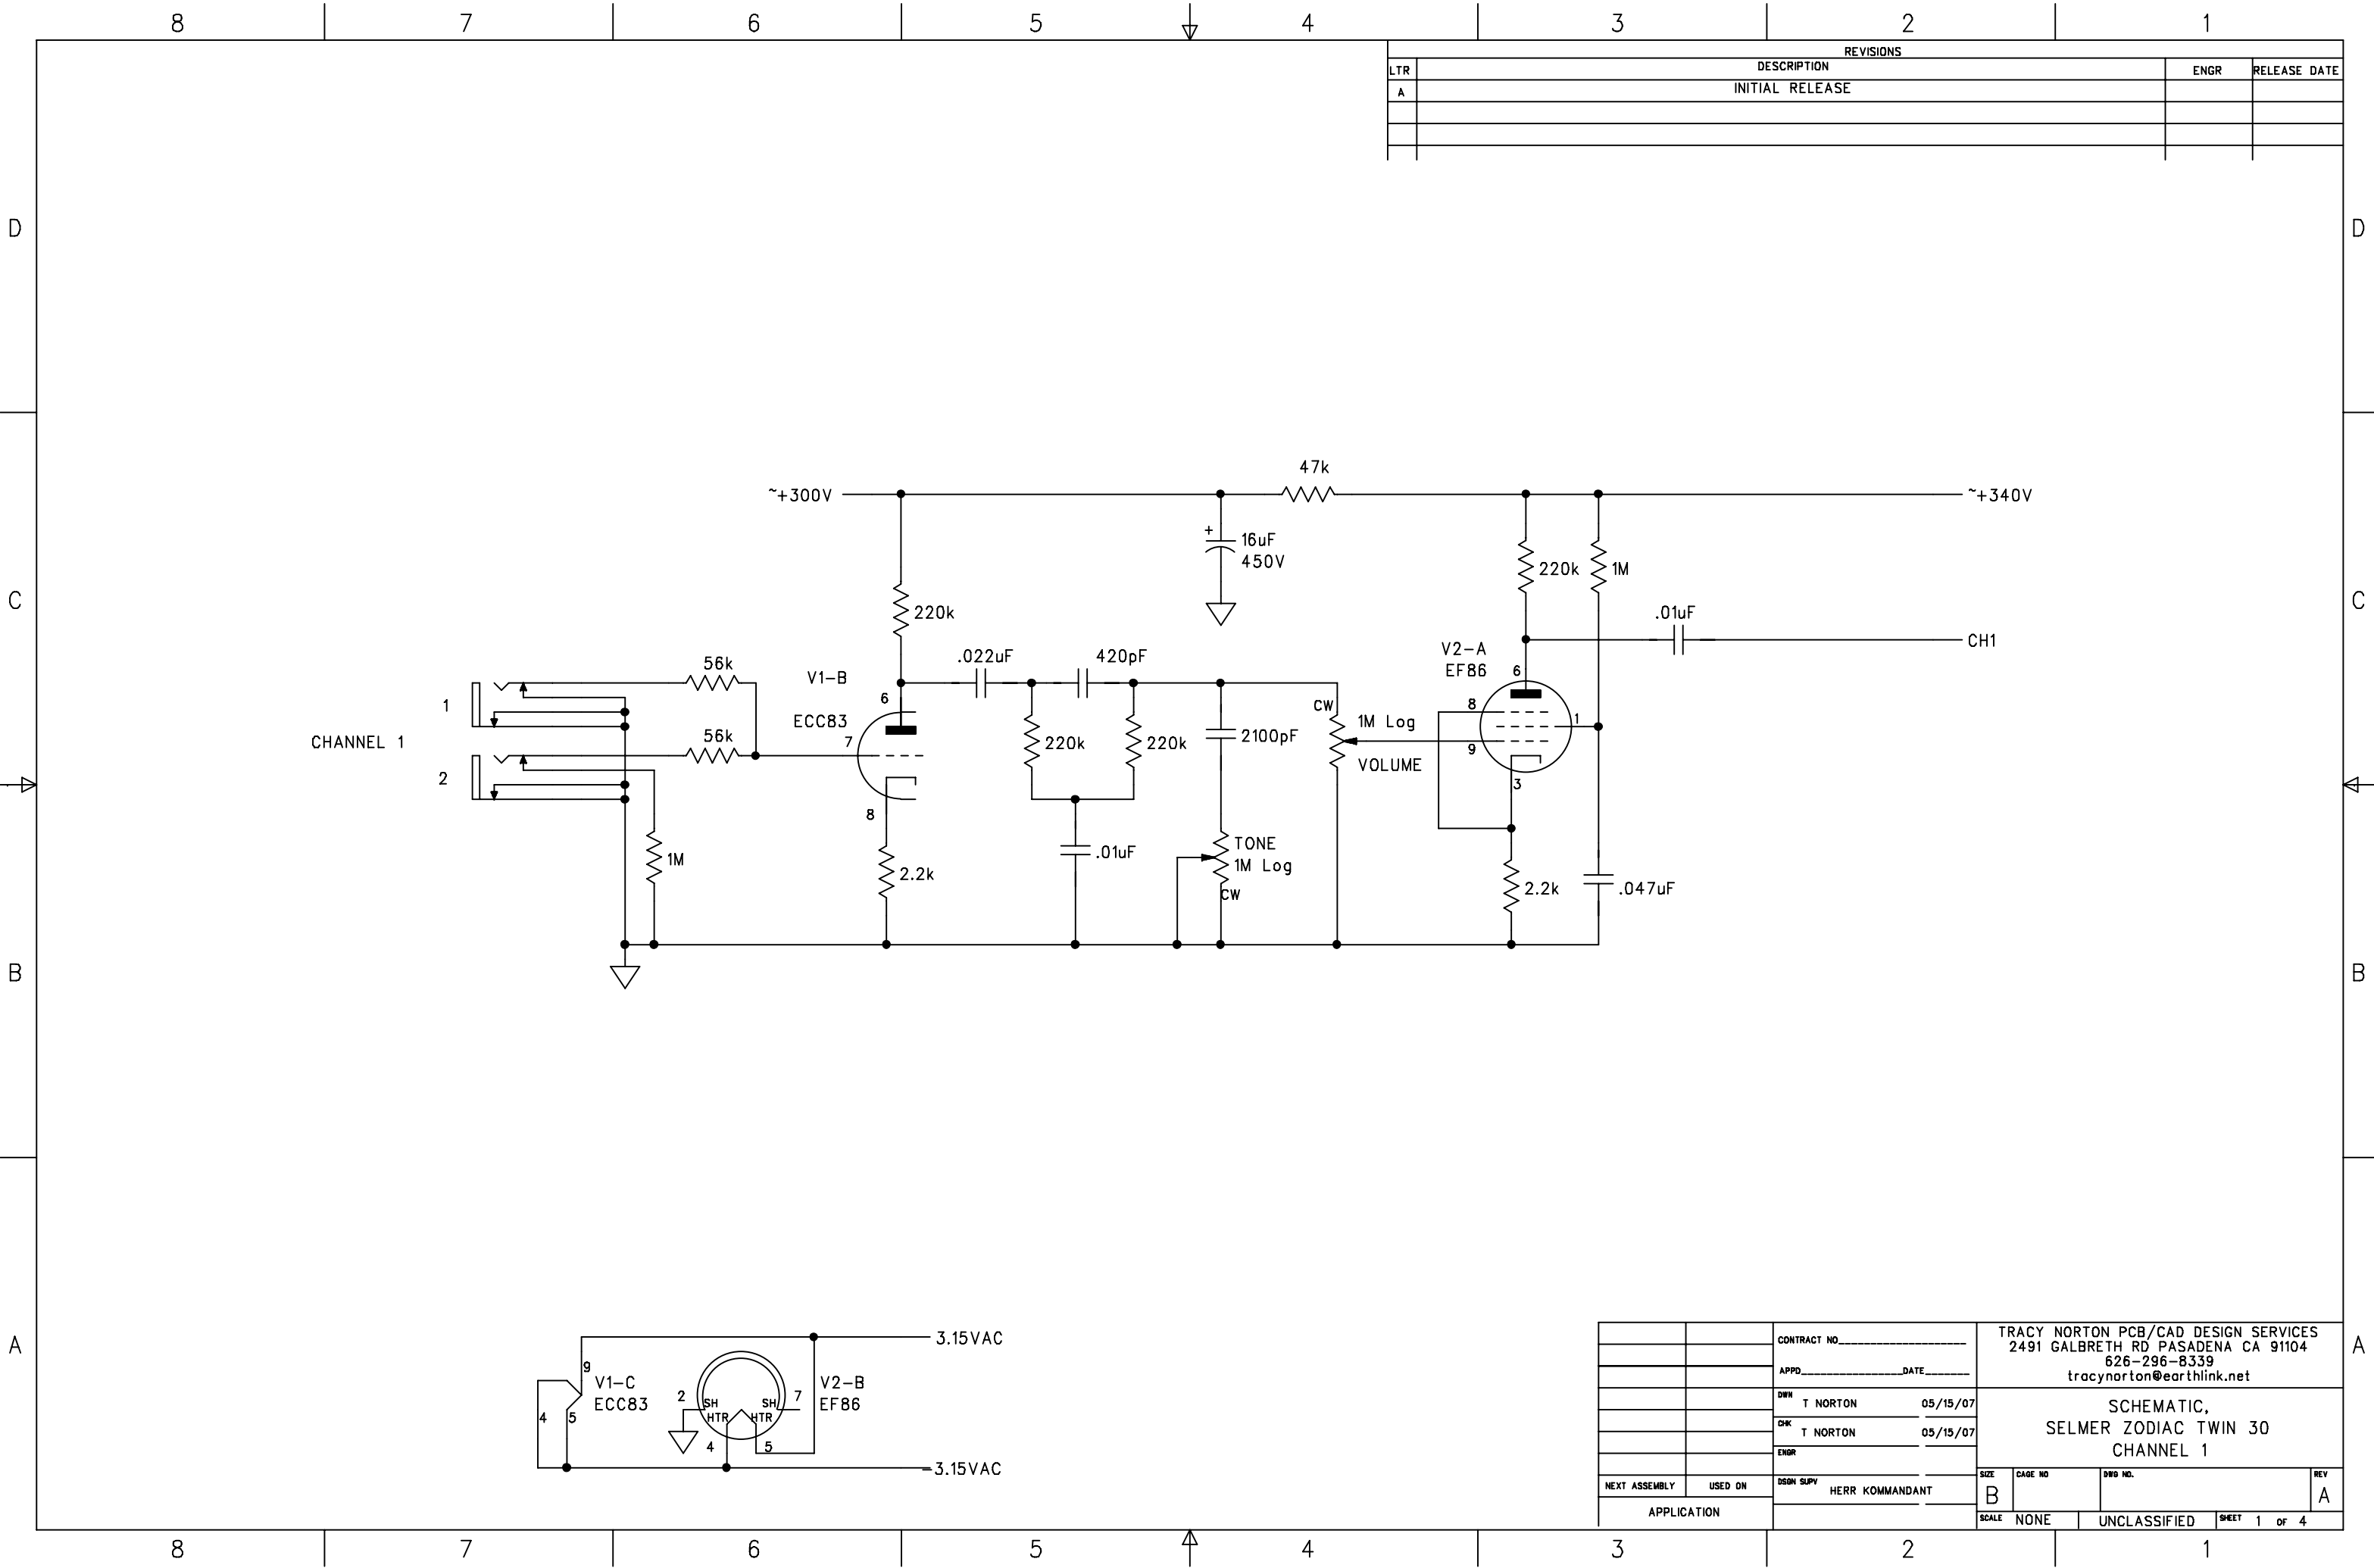 8 7 6 5 4 3 2 1
REVISIONS
LTR DESCRIPTION ENGR RELEASE DATE
A INITIAL RELEASE
D D
47k
~+300V ~+340V
+ 16uF
450V
220k 1M
C C
220k
.01uF
CH1
V2-A
EF86
6
.022uF 420pF
56k
V1-B
6
1
8
CW
1M Log
1
ECC83
56k
CHANNEL 1
7
220k 220k 2100pF
9
VOLUME
2
3
8
TONE
1M Log
.01uF
1M
2.2k
CW
2.2k .047uF
B B
3.15VAC
A A
9
V1-C
ECC83
4 5
2 SH SH 7
HTR HTR
4 5
V2-B
EF86
-3.15VAC
CONTRACT NO
APPD DATE
DWN T NORTON 05/15/07
CHK T NORTON 05/15/07
ENGR
DSGN SUPV HERR KOMMANDANT
NEXT ASSEMBLY USED ON
APPLICATION
TRACY NORTON PCB/CAD DESIGN SERVICES
2491 GALBRETH RD PASADENA CA 91104
626-296-8339
tracynorton@earthlink.net
SCHEMATIC,
SELMER ZODIAC TWIN 30
CHANNEL 1
SIZE CAGE NO DWG NO. REV
B A
SCALE NONE UNCLASSIFIED SHEET 1 OF 4
8 7 6 5 4 3 2 1